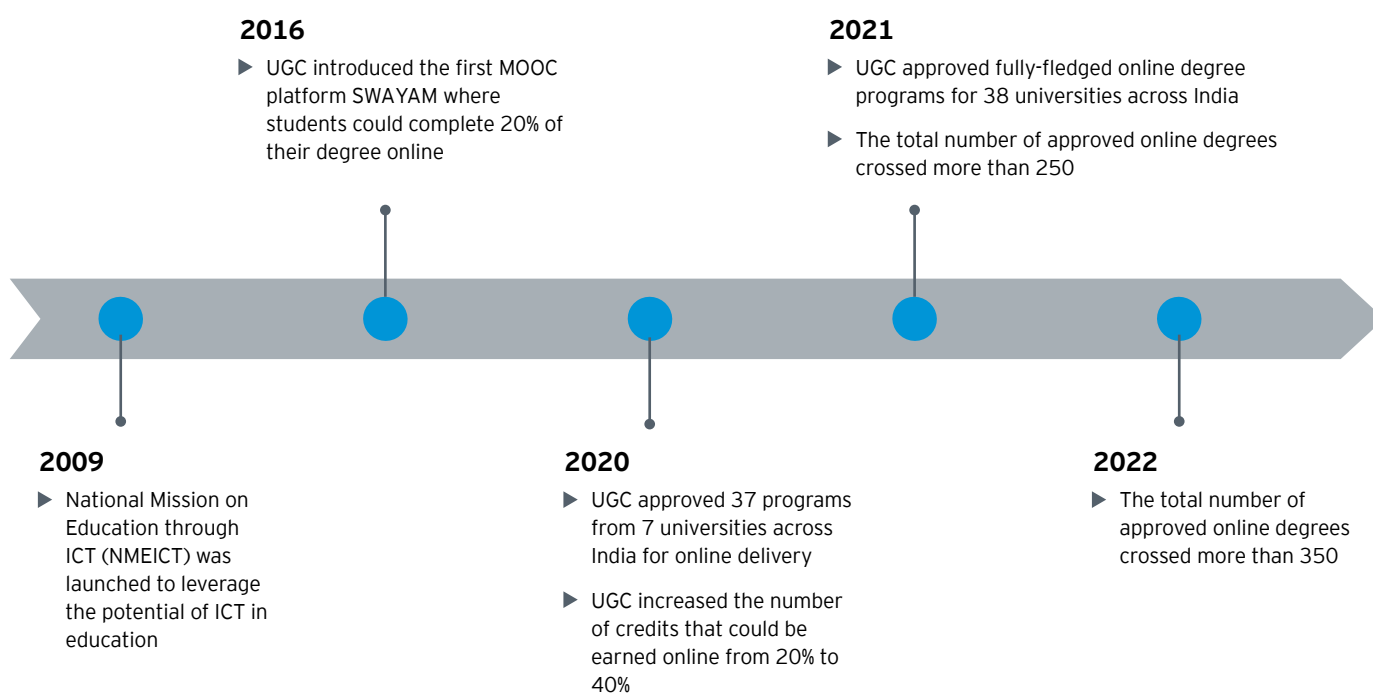 2016
UGC introduced the first MOOC
platform SWAYAM where
students could complete 20% of
their degree online
2021
UGC approved fully-fledged online degree
programs for 38 universities across India
The total number of approved online degrees
crossed more than 250
2009
National Mission on
Education through
ICT (NMEICT) was
launched to leverage
the potential of ICT in
education
2020
UGC approved 37 programs
from 7 universities across
India for online delivery
UGC increased the number
of credits that could be
earned online from 20% to
40%
2022
The total number of
approved online degrees
crossed more than 350